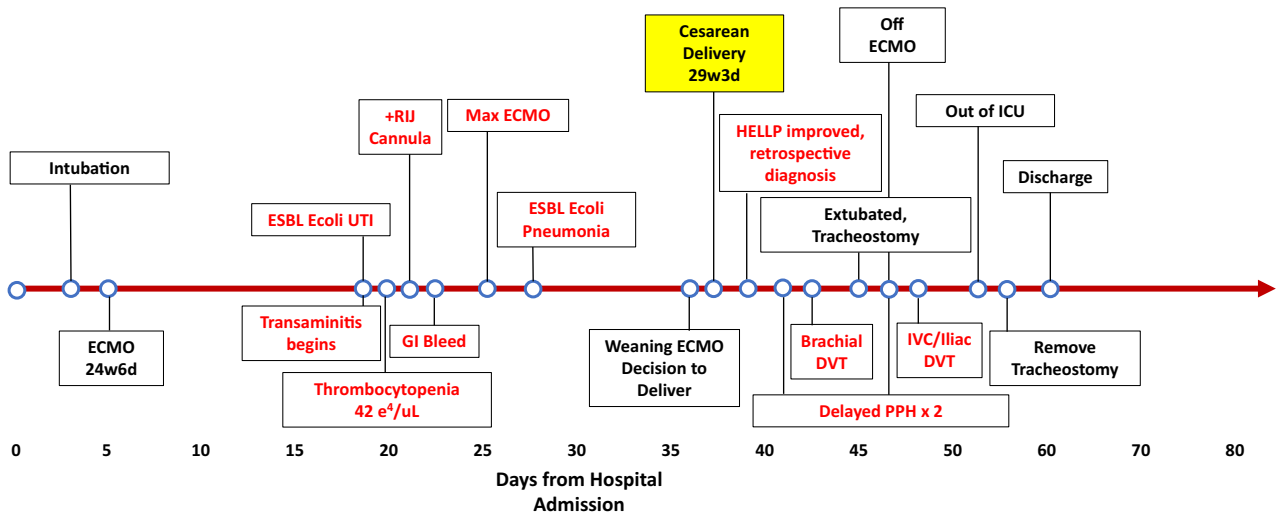 Cesarean
Delivery
29w3d
Off
ECMO
+RIJ
Cannula
Max ECMO
HELLP improved,
retrospective
diagnosis
Out of ICU
Intubation
Discharge
ESBL Ecoli UTI
ESBL Ecoli
Pneumonia
Extubated,
Tracheostomy
ECMO
24w6d
Transaminitis
begins
GI Bleed
Weaning ECMO
Decision to
Deliver
Brachial
DVT
IVC/Iliac
DVT
Remove
Tracheostomy
Thrombocytopenia
42 e⁴/uL
Delayed PPH x 2
0 5 10 15 20 25 30 35 40 45 50 60 70 80
Days from Hospital
Admission